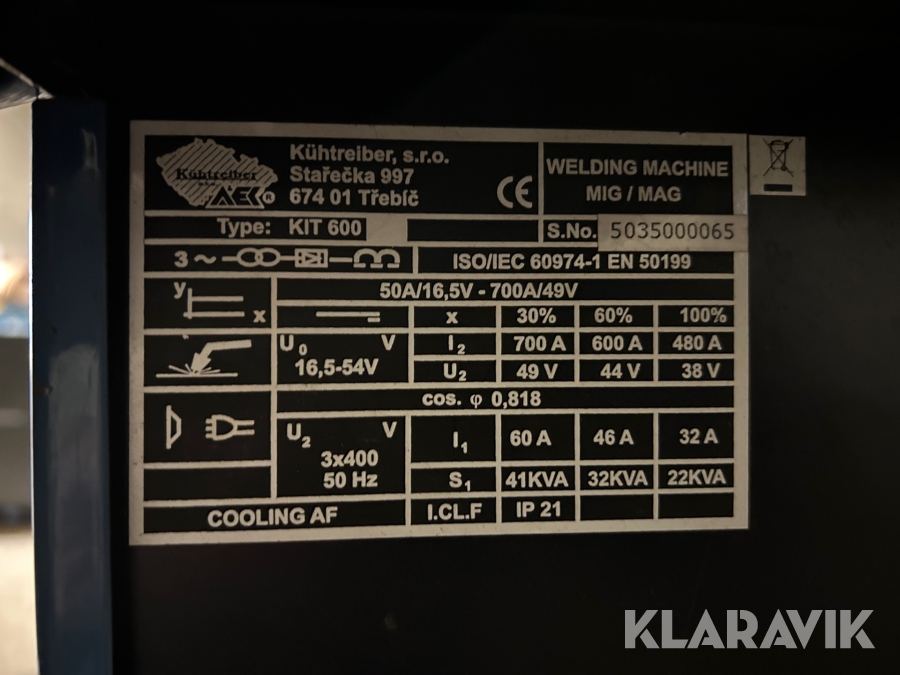 Kühtreiber
AEK ®
Kühtreiber, s.r.o.
Stařečka 997
674 01 Třebíč
CE
WELDING MACHINE
MIG / MAG
Type: KIT 600
S.No. 5035000065
3 ~
ISO/IEC 60974-1 EN 50199
y
x
50A/16,5V - 700A/49V
x 30% 60% 100%
U0 V
16,5-54V
I2 700 A 600 A 480 A
U2 49 V 44 V 38 V
cos. φ 0,818
U2 V
3x400
50 Hz
I1 60 A 46 A 32 A
S1 41KVA 32KVA 22KVA
COOLING AF I.CL.F IP 21
KLARAVIK